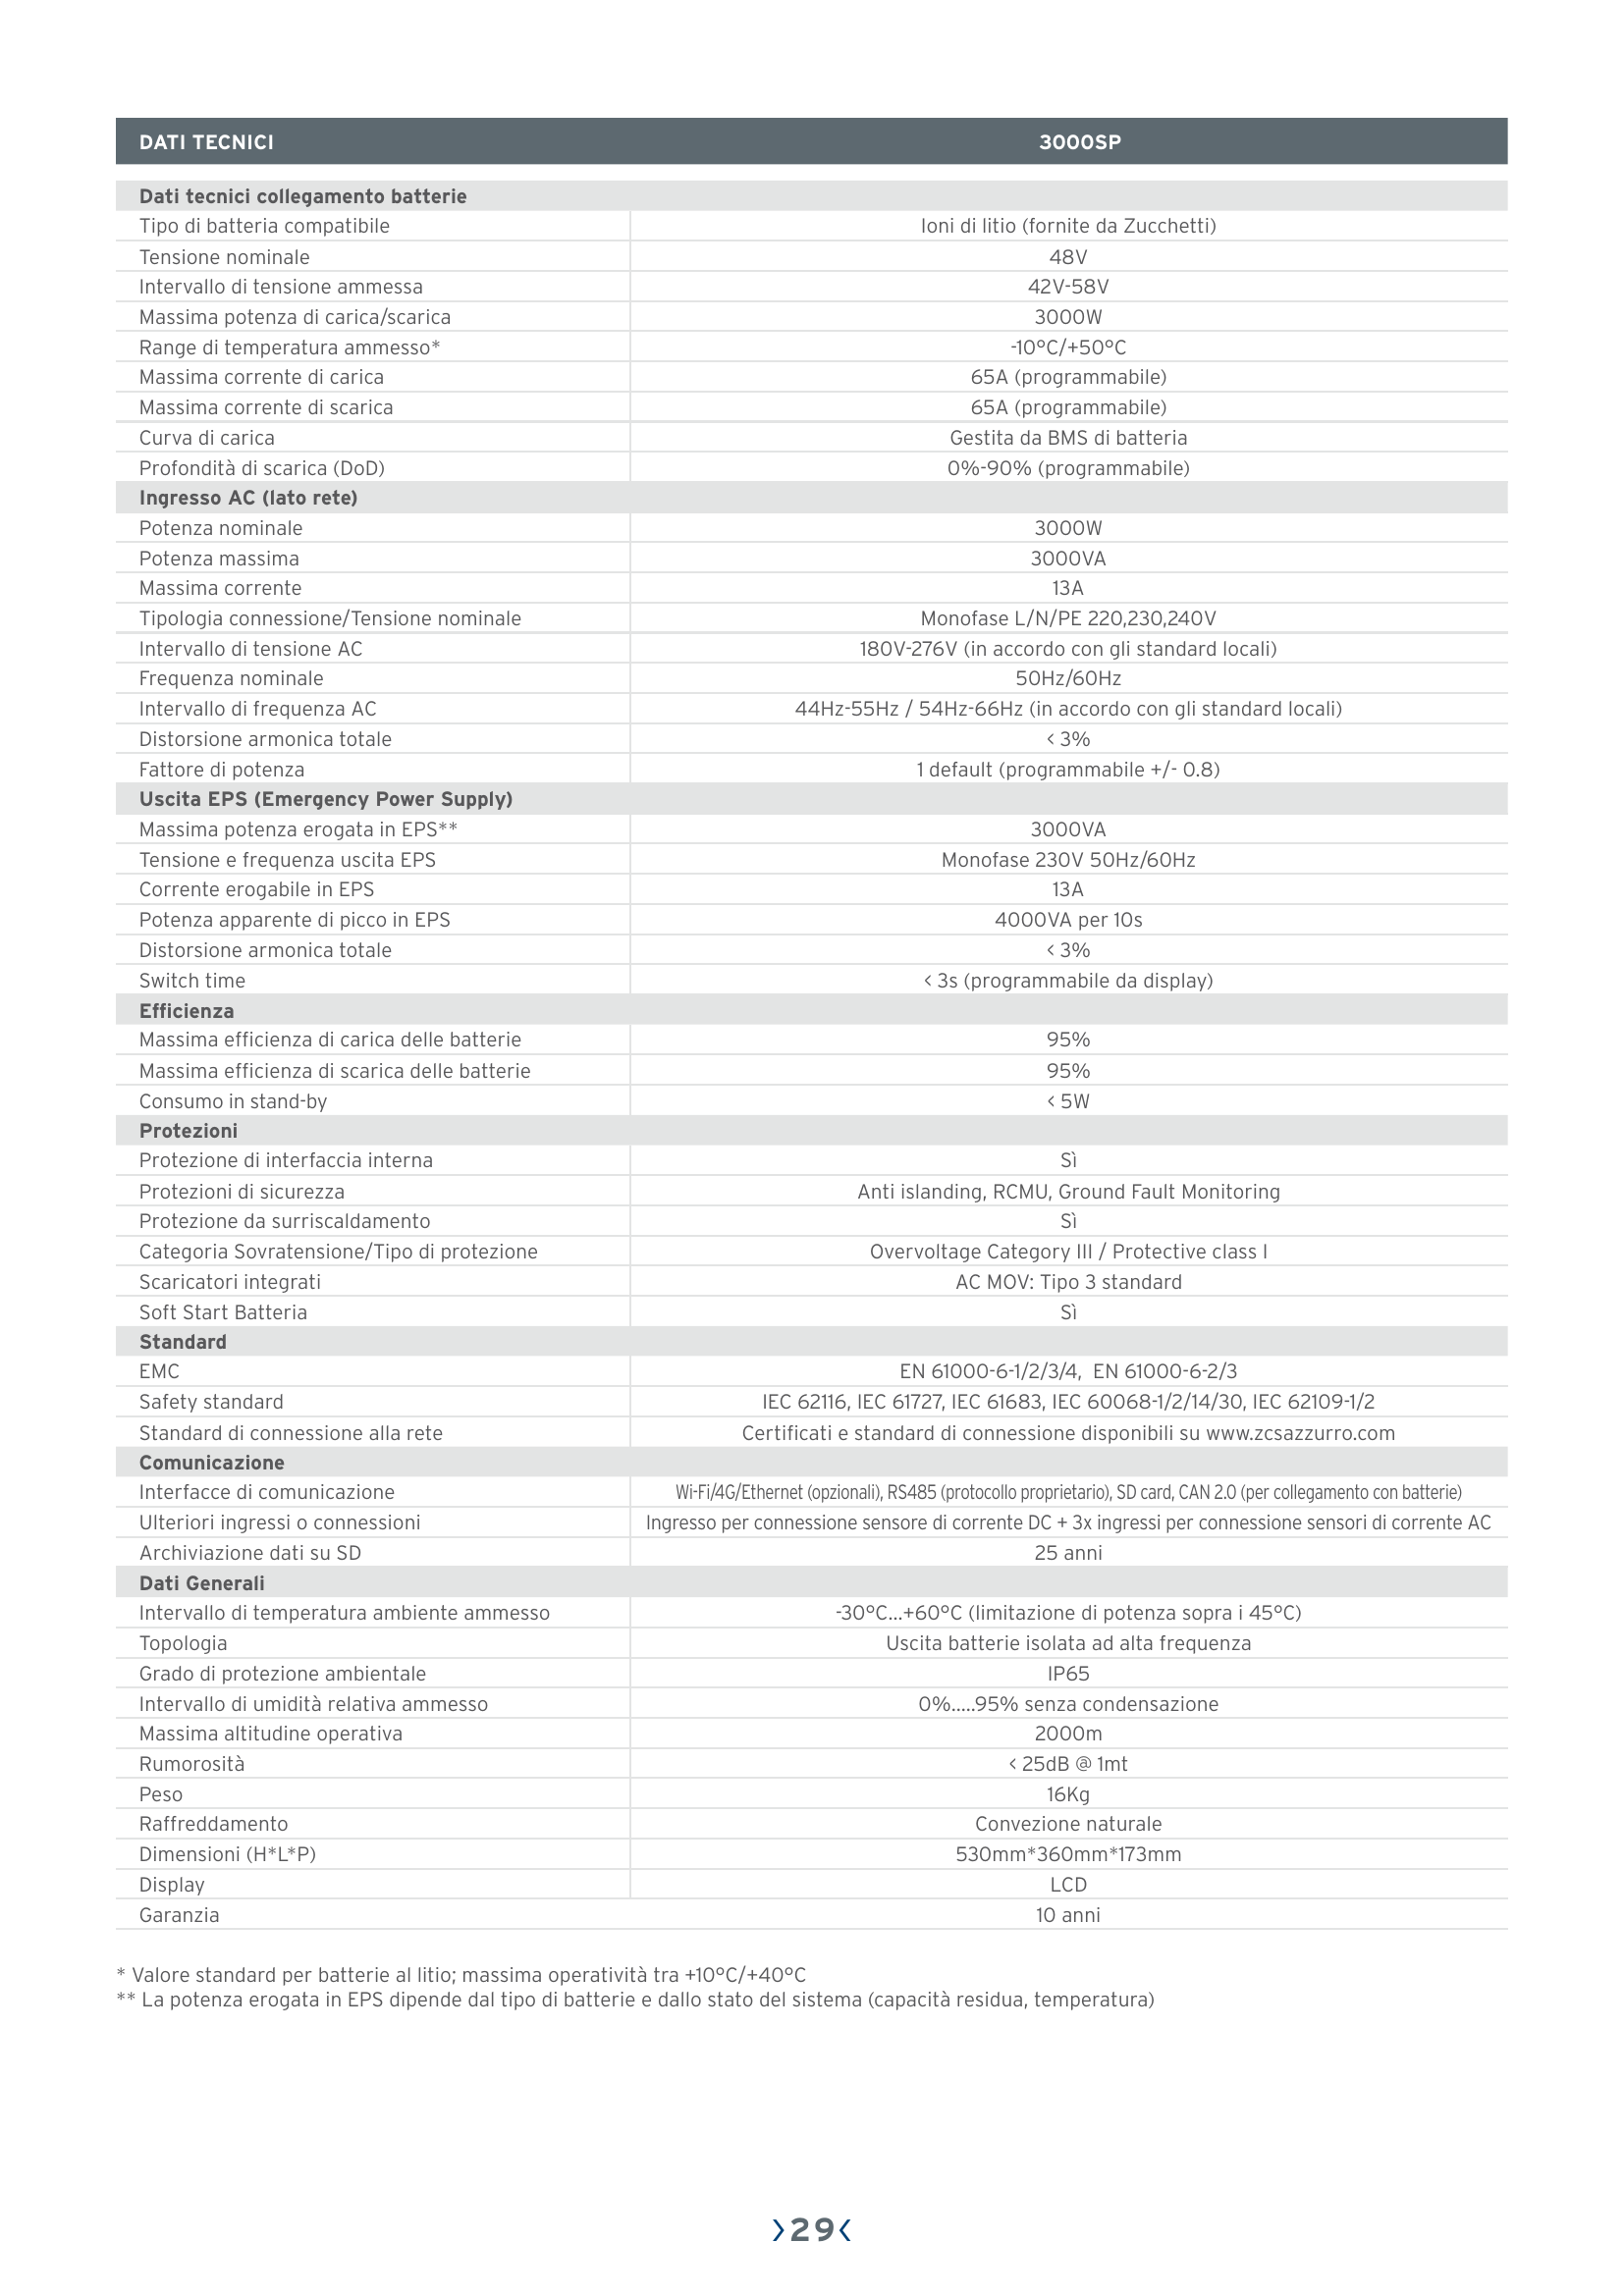 DATI TECNICI 3000SP
Dati tecnici collegamento batterie
Tipo di batteria compatibile Ioni di litio (fornite da Zucchetti)
Tensione nominale 48V
Intervallo di tensione ammessa 42V-58V
Massima potenza di carica/scarica 3000W
Range di temperatura ammesso* -10°C/+50°C
Massima corrente di carica 65A (programmabile)
Massima corrente di scarica 65A (programmabile)
Curva di carica Gestita da BMS di batteria
Profondità di scarica (DoD) 0%-90% (programmabile)
Ingresso AC (lato rete)
Potenza nominale 3000W
Potenza massima 3000VA
Massima corrente 13A
Tipologia connessione/Tensione nominale Monofase L/N/PE 220,230,240V
Intervallo di tensione AC 180V-276V (in accordo con gli standard locali)
Frequenza nominale 50Hz/60Hz
Intervallo di frequenza AC 44Hz-55Hz / 54Hz-66Hz (in accordo con gli standard locali)
Distorsione armonica totale < 3%
Fattore di potenza 1 default (programmabile +/- 0.8)
Uscita EPS (Emergency Power Supply)
Massima potenza erogata in EPS** 3000VA
Tensione e frequenza uscita EPS Monofase 230V 50Hz/60Hz
Corrente erogabile in EPS 13A
Potenza apparente di picco in EPS 4000VA per 10s
Distorsione armonica totale < 3%
Switch time < 3s (programmabile da display)
Efficienza
Massima efficienza di carica delle batterie 95%
Massima efficienza di scarica delle batterie 95%
Consumo in stand-by < 5W
Protezioni
Protezione di interfaccia interna Sì
Protezioni di sicurezza Anti islanding, RCMU, Ground Fault Monitoring
Protezione da surriscaldamento Sì
Categoria Sovratensione/Tipo di protezione Overvoltage Category III / Protective class I
Scaricatori integrati AC MOV: Tipo 3 standard
Soft Start Batteria Sì
Standard
EMC EN 61000-6-1/2/3/4, EN 61000-6-2/3
Safety standard IEC 62116, IEC 61727, IEC 61683, IEC 60068-1/2/14/30, IEC 62109-1/2
Standard di connessione alla rete Certificati e standard di connessione disponibili su www.zcsazzurro.com
Comunicazione
Interfacce di comunicazione Wi-Fi/4G/Ethernet (opzionali), RS485 (protocollo proprietario), SD card, CAN 2.0 (per collegamento con batterie)
Ulteriori ingressi o connessioni Ingresso per connessione sensore di corrente DC + 3x ingressi per connessione sensori di corrente AC
Archiviazione dati su SD 25 anni
Dati Generali
Intervallo di temperatura ambiente ammesso -30°C...+60°C (limitazione di potenza sopra i 45°C)
Topologia Uscita batterie isolata ad alta frequenza
Grado di protezione ambientale IP65
Intervallo di umidità relativa ammesso 0%.....95% senza condensazione
Massima altitudine operativa 2000m
Rumorosità < 25dB @ 1mt
Peso 16Kg
Raffreddamento Convezione naturale
Dimensioni (H*L*P) 530mm*360mm*173mm
Display LCD
Garanzia 10 anni
* Valore standard per batterie al litio; massima operatività tra +10°C/+40°C
** La potenza erogata in EPS dipende dal tipo di batterie e dallo stato del sistema (capacità residua, temperatura)
›29‹